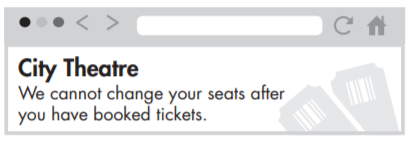 City Theatre
We cannot change your seats after
you have booked tickets.